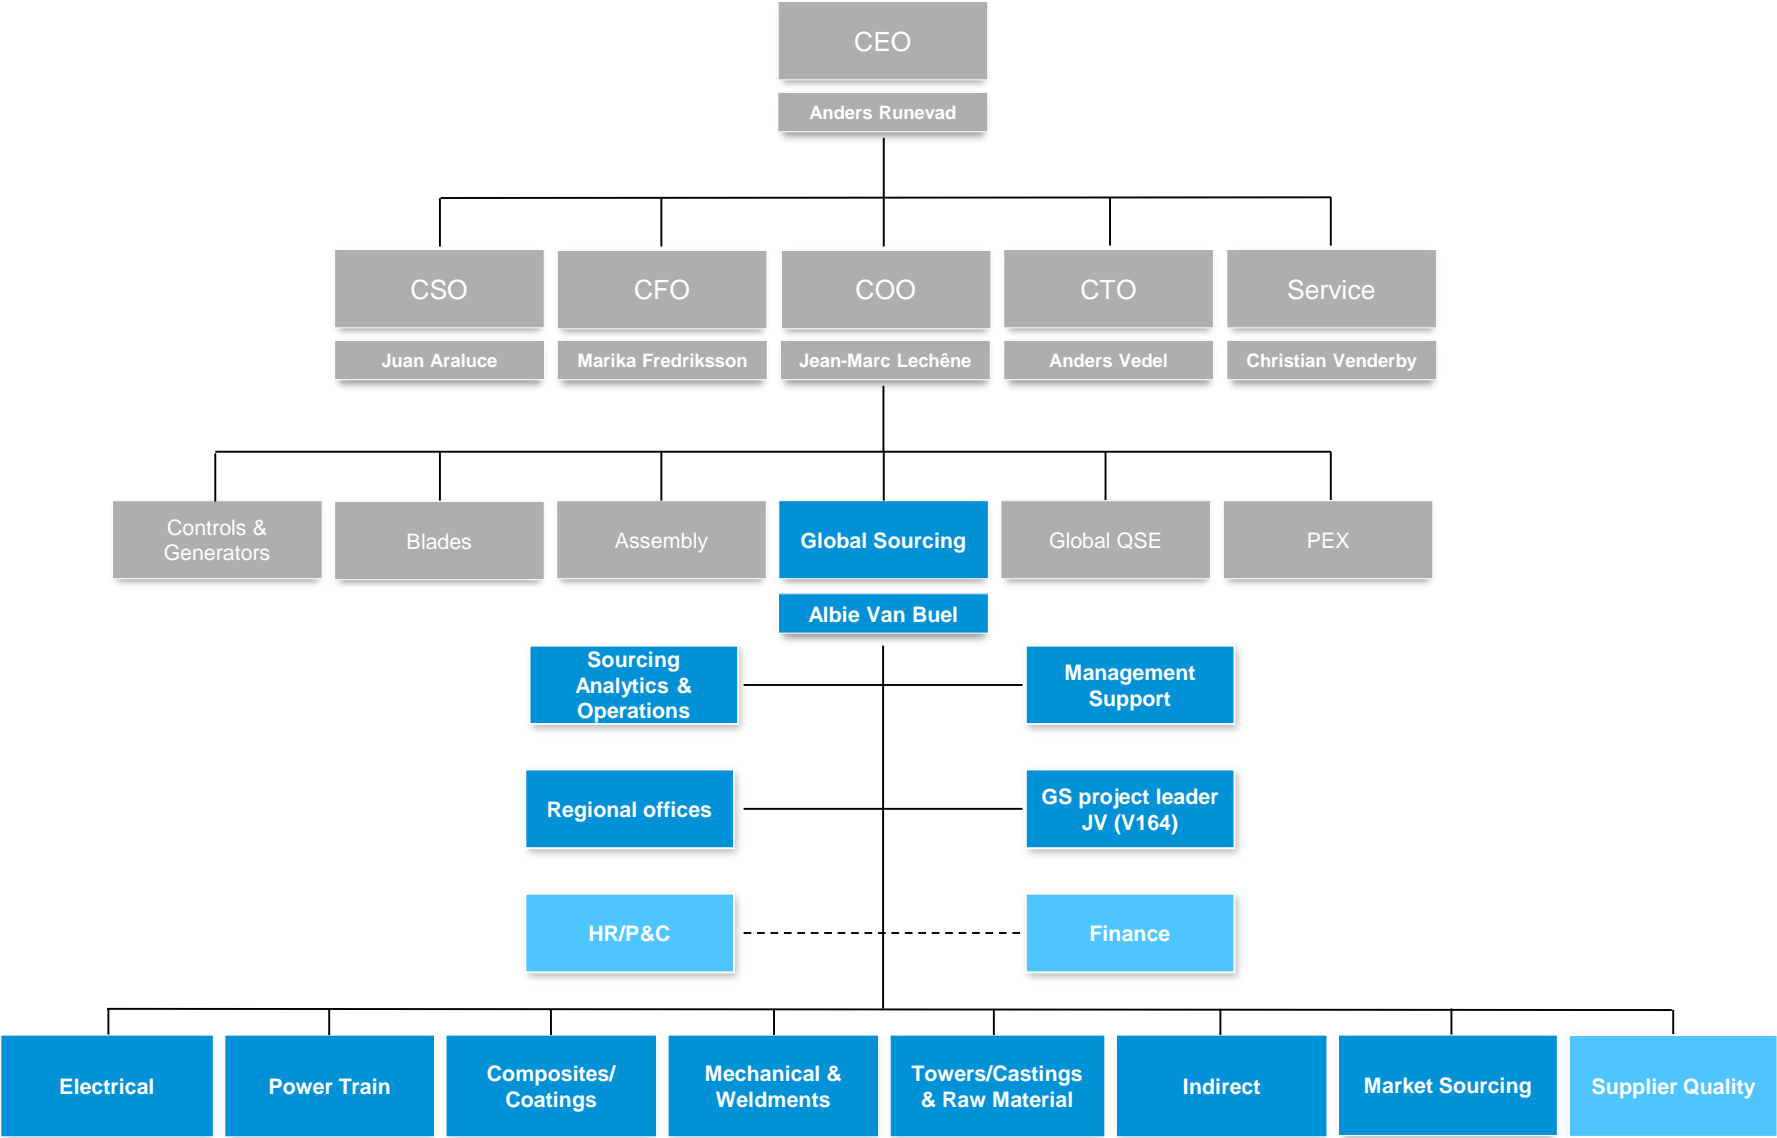 CEO
Anders Runevad
CSO
CFO
COO
CTO
Service
Juan Araluce
Marika Fredriksson
Jean-Marc Lechêne
Anders Vedel
Christian Venderby
Controls &
Generators
Blades
Assembly
Global Sourcing
Global QSE
PEX
Albie Van Buel
Sourcing
Analytics &
Operations
Management
Support
Regional offices
GS project leader
JV (V164)
HR/P&C
Finance
Electrical
Power Train
Composites/
Coatings
Mechanical &
Weldments
Towers/Castings
& Raw Material
Indirect
Market Sourcing
Supplier Quality